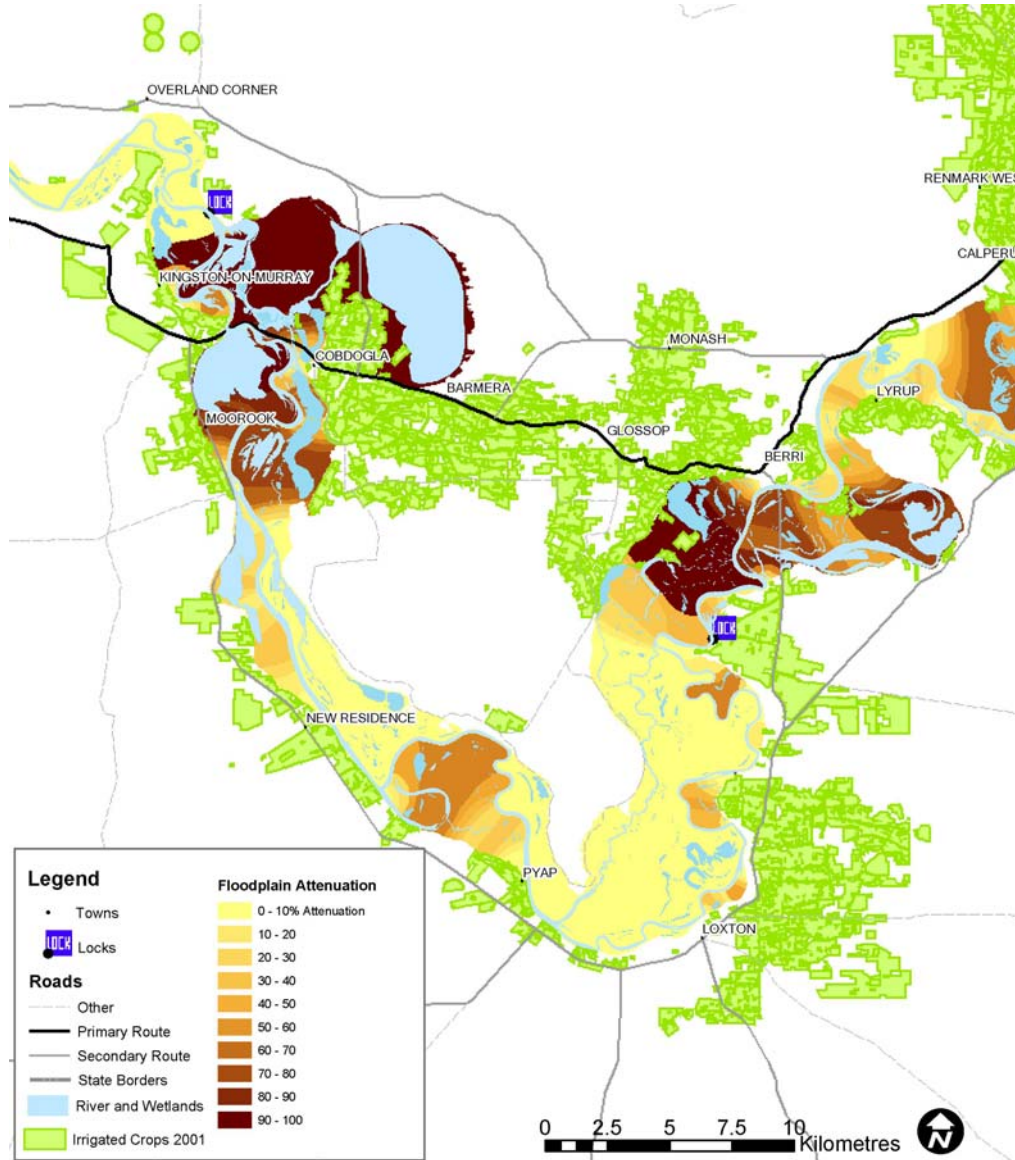 OVERLAND CORNER
RENMARK WES
LOCK
CALPERU
KINGSTON-ON-MURRAY
MONASH
COBDOGLA
BARMERA
LYRUP
MOOROOK
GLOSSOP
BERRI
LOCK
NEW RESIDENCE
PYAP
LOXTON
Legend
Towns
LOCK Locks
Roads
Other
Primary Route
Secondary Route
State Borders
River and Wetlands
Irrigated Crops 2001
Floodplain Attenuation
0 - 10% Attenuation
10 - 20
20 - 30
30 - 40
40 - 50
50 - 60
60 - 70
70 - 80
80 - 90
90 - 100
0 2.5 5 7.5 10
Kilometres
N